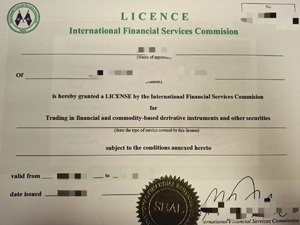 LICENCE
No.
International Financial Services Commision
(Name of
Of
is hereby granted a LICENSE by the International Financial Services Commision
for
Trading in financial and commodity-based derivative instruments and other securities
(State the type of service covered by this license)
subject to the conditions annexed hereto
valid from to
date issued
SEAL
International Financial Services Commission